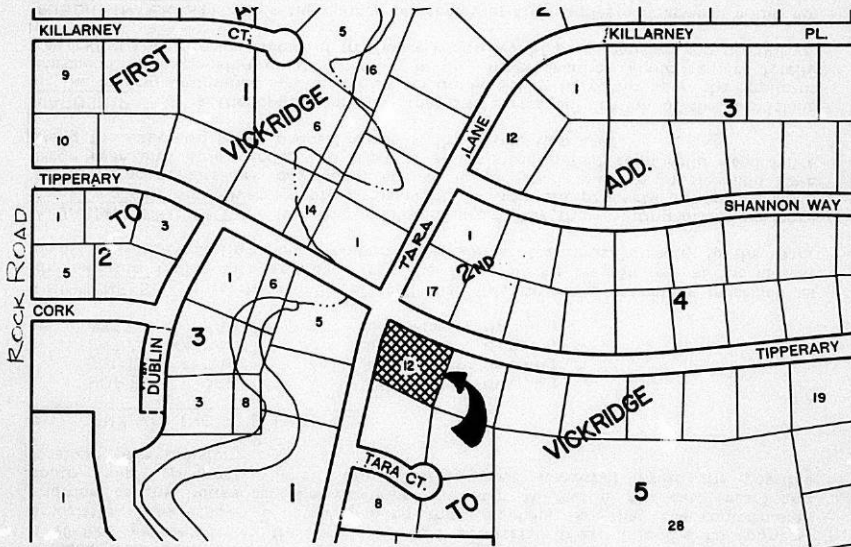 KILLARNEY
CT.
5
2
KILLARNEY PL.
9
FIRST
1
16
1
3
VICKRIDGE
6
LANE
12
10
ADD.
TIPPERARY
1
TO
3
14
1
TARA
1
SHANNON WAY
2ND
5
2
1
6
17
4
ROCK ROAD
CORK
3
5
DUBLIN
12
TIPPERARY
3
8
VICKRIDGE
19
TARA CT.
1
1
8
TO
5
28